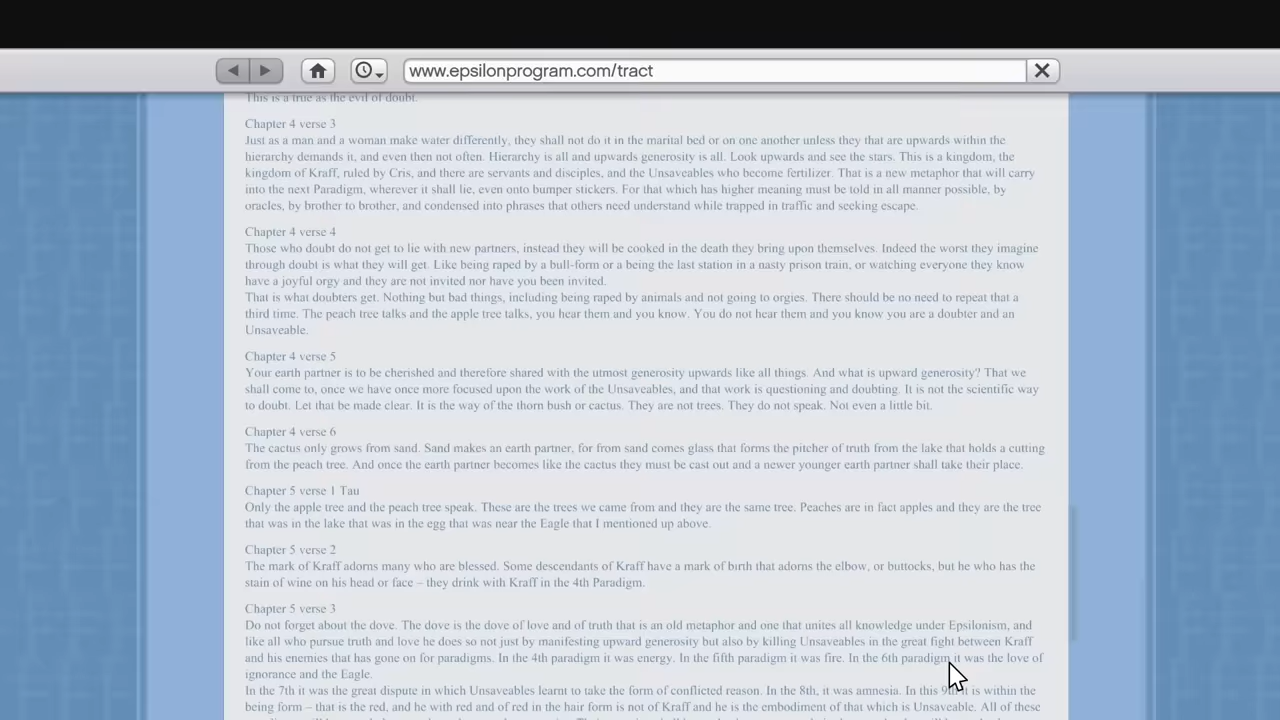 www.epsilonprogram.com/tract
This is a true as the evil of doubt.
Chapter 4 verse 3
Just as a man and a woman make water differently, they shall not do it in the marital bed or on one another unless they that are upwards within the
hierarchy demands it, and even then not often. Hierarchy is all and upwards generosity is all. Look upwards and see the stars. This is a kingdom, the
kingdom of Kraff, ruled by Cris, and there are servants and disciples, and the Unsaveables who become fertilizer. That is a new metaphor that will carry
into the next Paradigm, wherever it shall lie, even onto bumper stickers. For that which has higher meaning must be told in all manner possible, by
oracles, by brother to brother, and condensed into phrases that others need understand while trapped in traffic and seeking escape.
Chapter 4 verse 4
Those who doubt do not get to lie with new partners, instead they will be cooked in the death they bring upon themselves. Indeed the worst they imagine
through doubt is what they will get. Like being raped by a bull-form or a being the last station in a nasty prison train, or watching everyone they know
have a joyful orgy and they are not invited nor have you been invited.
That is what doubters get. Nothing but bad things, including being raped by animals and not going to orgies. There should be no need to repeat that a
third time. The peach tree talks and the apple tree talks, you hear them and you know. You do not hear them and you know you are a doubter and an
Unsaveable.
Chapter 4 verse 5
Your earth partner is to be cherished and therefore shared with the utmost generosity upwards like all things. And what is upward generosity? That we
shall come to, once we have once more focused upon the work of the Unsaveables, and that work is questioning and doubting. It is not the scientific way
to doubt. Let that be made clear. It is the way of the thorn bush or cactus. They are not trees. They do not speak. Not even a little bit.
Chapter 4 verse 6
The cactus only grows from sand. Sand makes an earth partner, for from sand comes glass that forms the pitcher of truth from the lake that holds a cutting
from the peach tree. And once the earth partner becomes like the cactus they must be cast out and a newer younger earth partner shall take their place.
Chapter 5 verse 1 Tau
Only the apple tree and the peach tree speak. These are the trees we came from and they are the same tree. Peaches are in fact apples and they are the tree
that was in the lake that was in the egg that was near the Eagle that I mentioned up above.
Chapter 5 verse 2
The mark of Kraff adorns many who are blessed. Some descendants of Kraff have a mark of birth that adorns the elbow, or buttocks, but he who has the
stain of wine on his head or face – they drink with Kraff in the 4th Paradigm.
Chapter 5 verse 3
Do not forget about the dove. The dove is the dove of love and of truth that is an old metaphor and one that unites all knowledge under Epsilonism, and
like all who pursue truth and love he does so not just by manifesting upward generosity but also by killing Unsaveables in the great fight between Kraff
and his enemies that has gone on for paradigms. In the 4th paradigm it was energy. In the fifth paradigm it was fire. In the 6th paradigm it was the love of
ignorance and the Eagle.
In the 7th it was the great dispute in which Unsaveables learnt to take the form of conflicted reason. In the 8th, it was amnesia. In this 9th it is within the
being form – that is the red, and he with red and of red in the hair form is not of Kraff and he is the embodiment of that which is Unsaveable. All of these